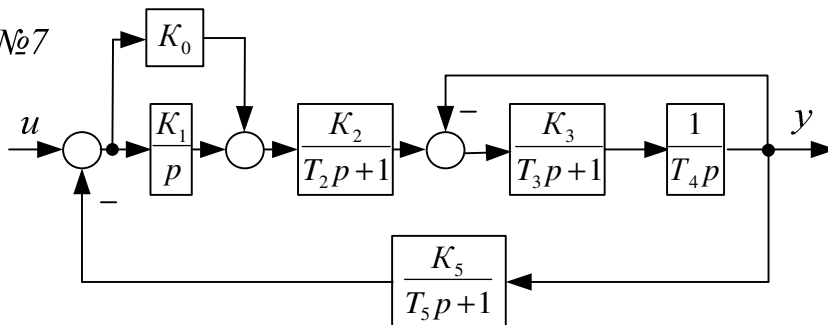 №7
K₀
u
K₁/p
K₂/(T₂p+1)
–
K₃/(T₃p+1)
1/(T₄p)
y
–
K₅/(T₅p+1)